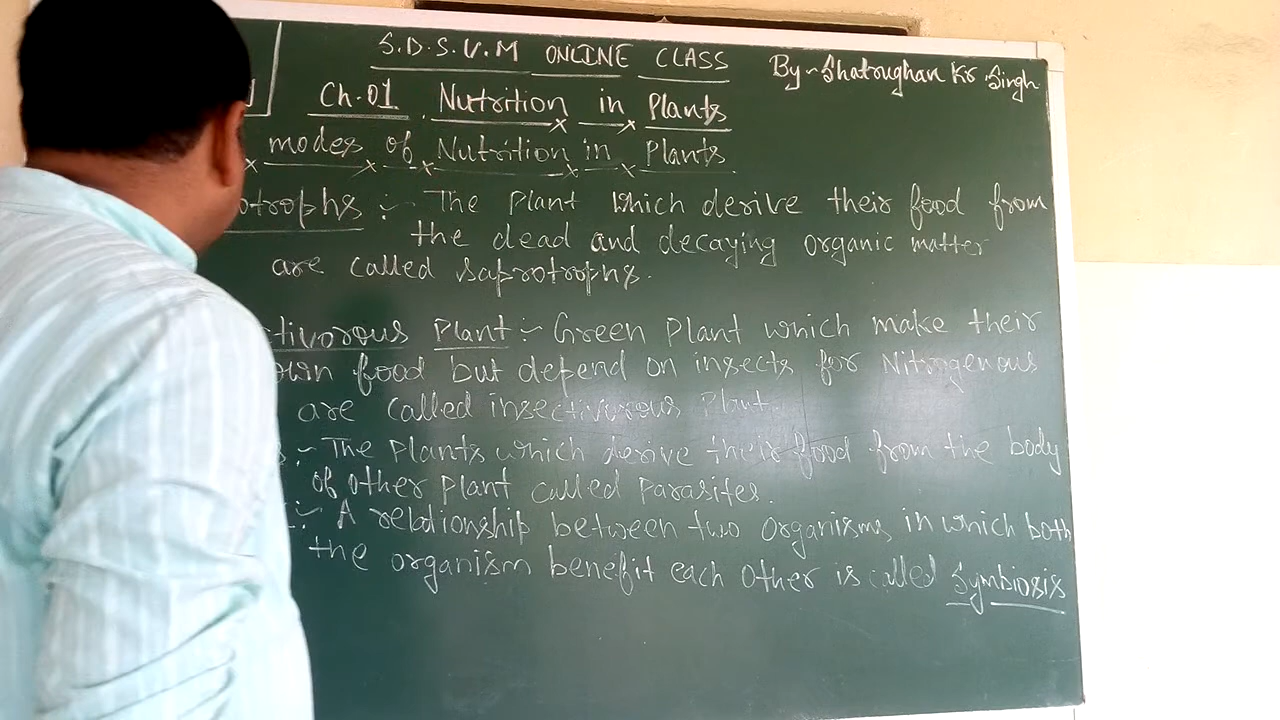 S.D.S.V.M ONLINE CLASS
By ~ Shatrughan Kr Singh
Ch.01 Nutrition in Plants
modes of Nutrition in Plants
otrophs :- The Plant which derive their food from
the dead and decaying organic matter
are called saprotrophs.
tivorous Plant :- Green Plant which make their
own food but depend on insects for Nitrogenous
are called insectivorous Plant.
s :- The Plants which derive their food from the body
of other Plant called Parasites.
:- A relationship between two organisms in which both
the organism benefit each other is called Symbiosis